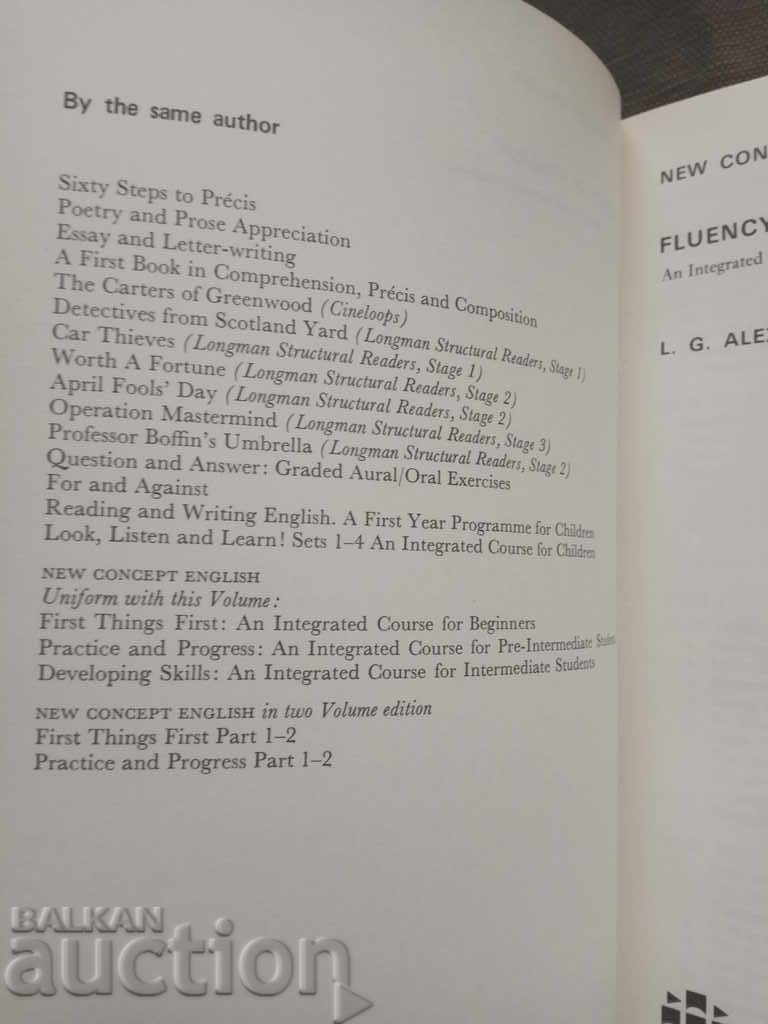 By the same author
Sixty Steps to Précis
Poetry and Prose Appreciation
Essay and Letter-writing
A First Book in Comprehension, Précis and Composition
The Carters of Greenwood (Cineloops)
Detectives from Scotland Yard (Longman Structural Readers, Stage 1)
Car Thieves (Longman Structural Readers, Stage 1)
Worth A Fortune (Longman Structural Readers, Stage 2)
April Fools' Day (Longman Structural Readers, Stage 2)
Operation Mastermind (Longman Structural Readers, Stage 3)
Professor Boffin's Umbrella (Longman Structural Readers, Stage 2)
Question and Answer: Graded Aural/Oral Exercises
For and Against
Reading and Writing English. A First Year Programme for Children
Look, Listen and Learn! Sets 1–4 An Integrated Course for Children
NEW CONCEPT ENGLISH
Uniform with this Volume:
First Things First: An Integrated Course for Beginners
Practice and Progress: An Integrated Course for Pre-Intermediate Studen
Developing Skills: An Integrated Course for Intermediate Students
NEW CONCEPT ENGLISH in two Volume edition
First Things First Part 1–2
Practice and Progress Part 1–2
NEW CON
FLUENCY
An Integrated
L. G. ALE
BALKAN
auction